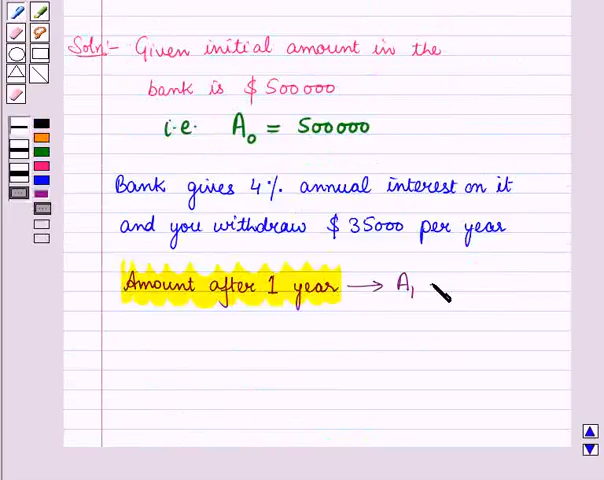 Soln:- Given initial amount in the
bank is $ 500000
i.e. A₀ = 500000
Bank gives 4% annual interest on it
and you withdraw $ 35000 per year
Amount after 1 year → A₁